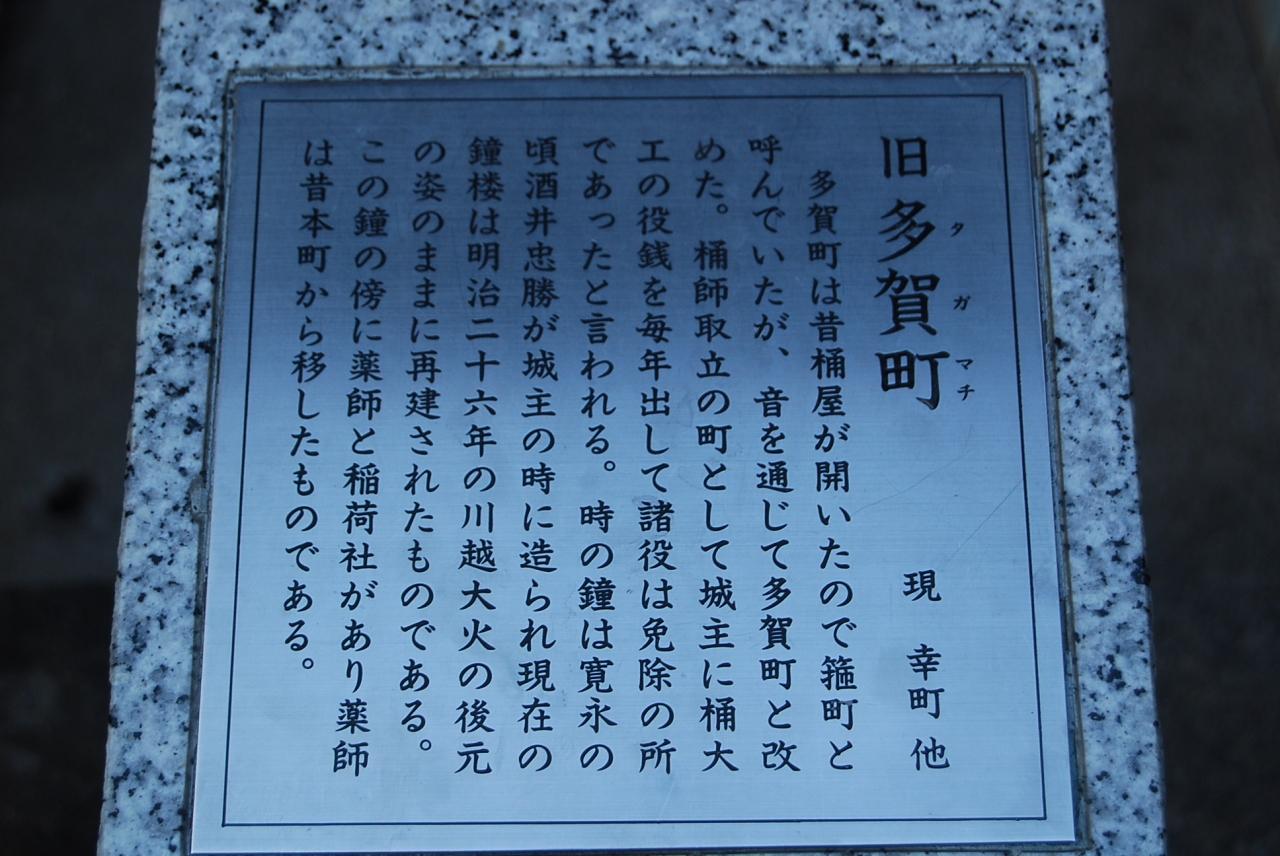 旧多賀町 現 幸町 他
タガマチ
多賀町は昔桶屋が開いたので箍町と
呼んでいたが、音を通じて多賀町と改
めた。桶師取立の町として城主に桶大
工の役銭を毎年出して諸役は免除の所
であったと言われる。時の鐘は寛永の
頃酒井忠勝が城主の時に造られ現在の
鐘楼は明治二十六年の川越大火の後元
の姿のままに再建されたものである。
この鐘の傍に薬師と稲荷社があり薬師
は昔本町から移したものである。